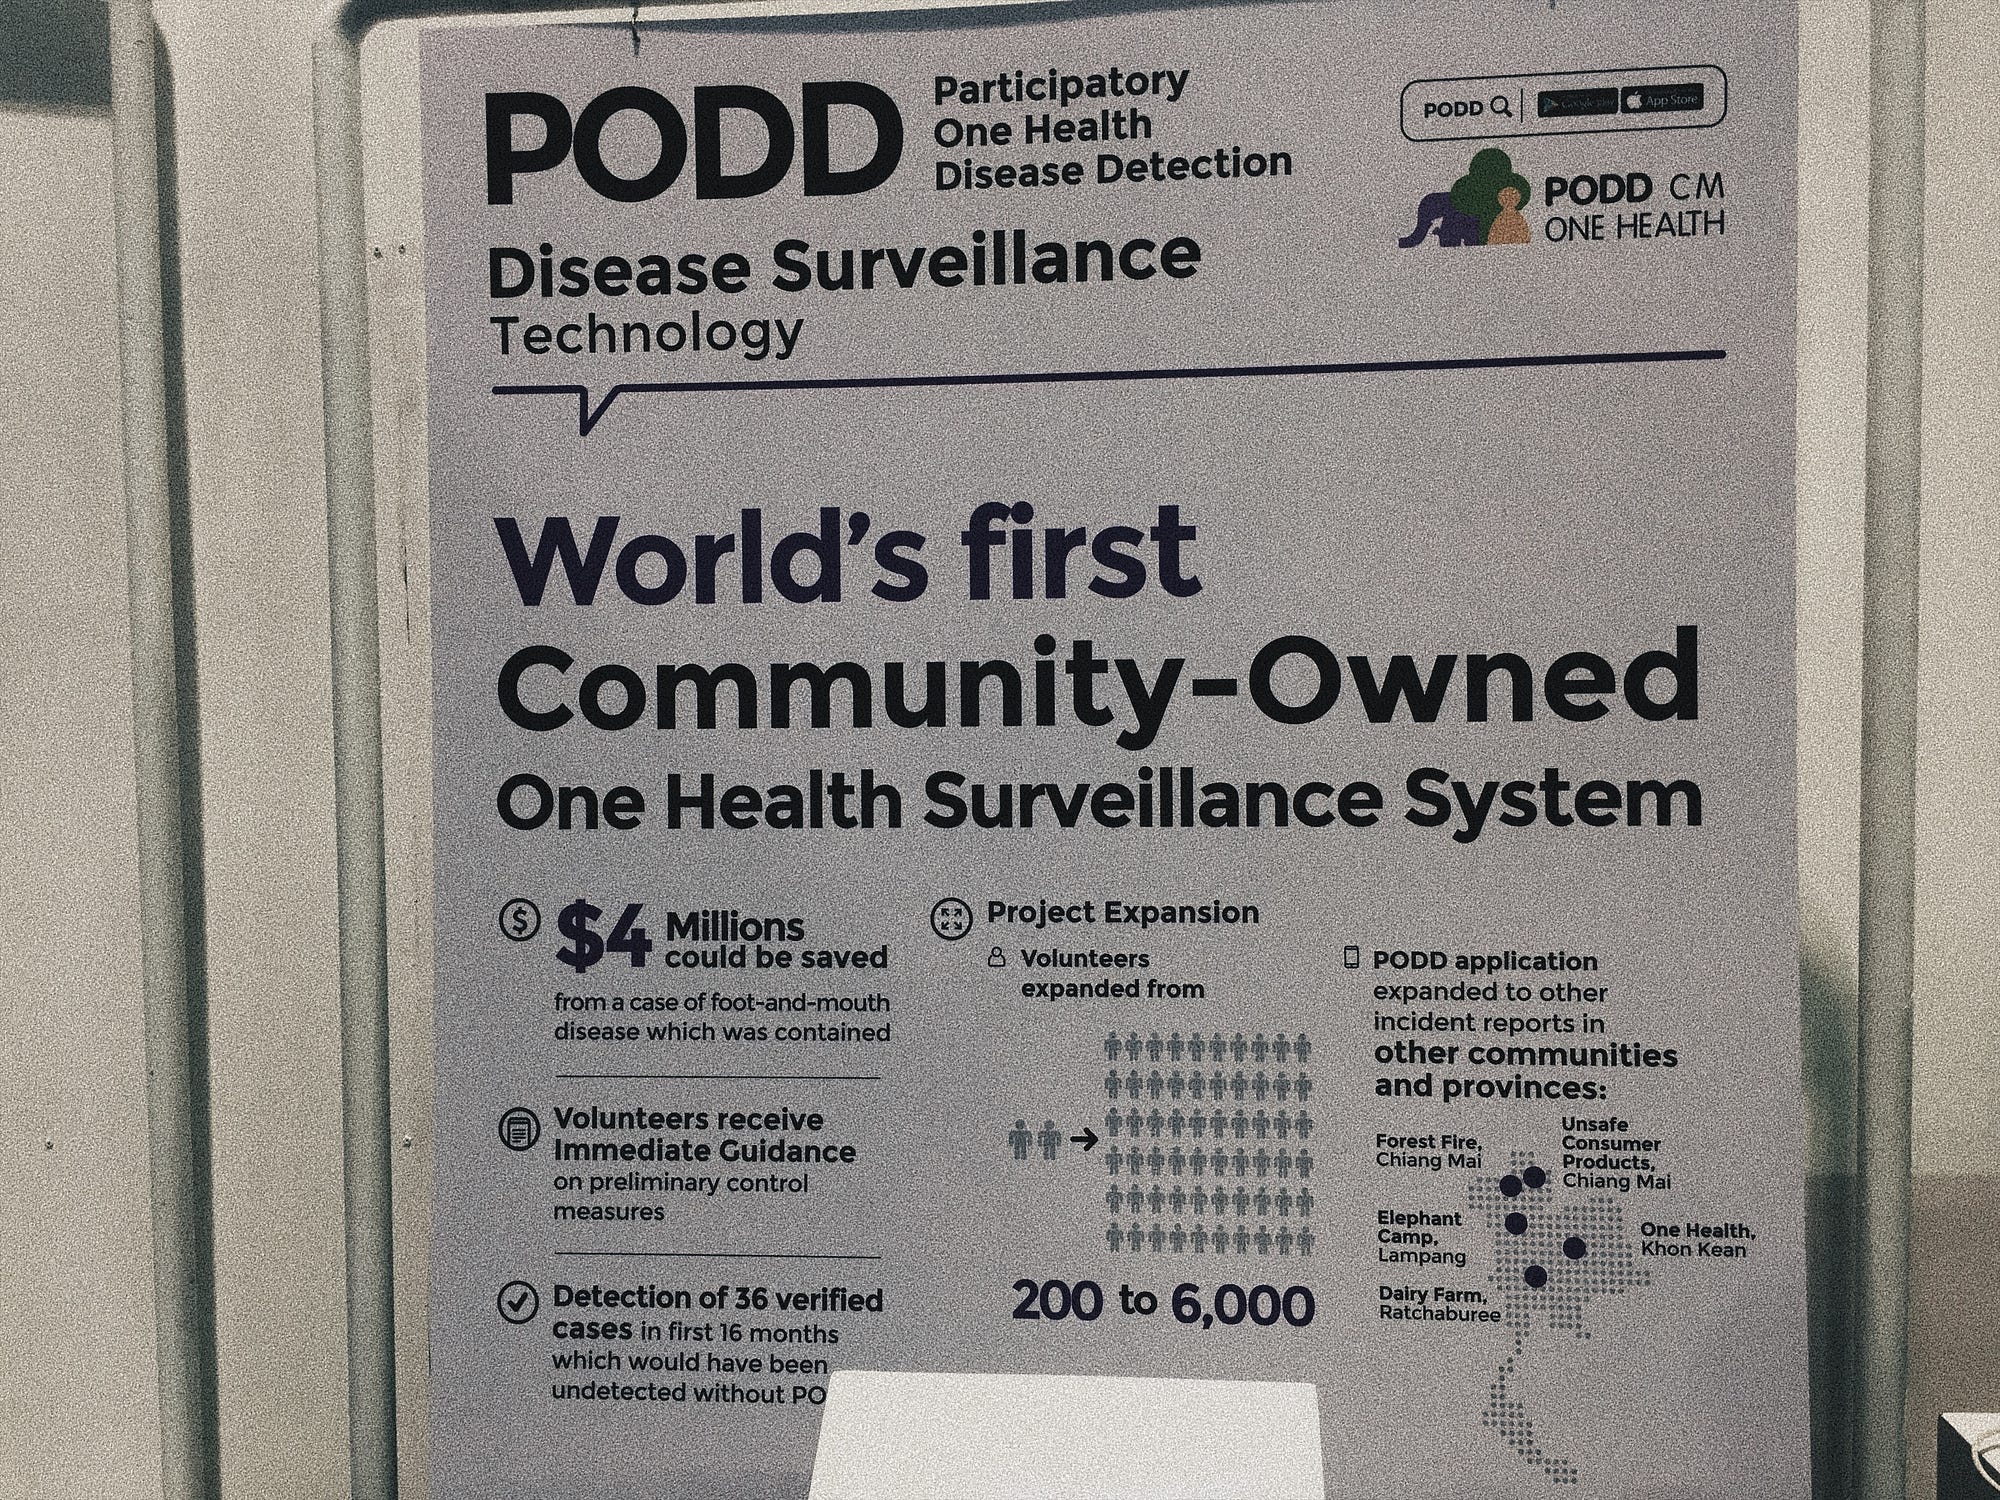 PODD
Participatory
One Health
Disease Detection
Disease Surveillance
Technology
PODD
Google Play
App Store
PODD CM
ONE HEALTH
World's first
Community-Owned
One Health Surveillance System
$4 Millions
could be saved
from a case of foot-and-mouth
disease which was contained
Volunteers receive
Immediate Guidance
on preliminary control
measures
Detection of 36 verified
cases in first 16 months
which would have been
undetected without PO
Project Expansion
Volunteers
expanded from
200 to 6,000
PODD application
expanded to other
incident reports in
other communities
and provinces:
Forest Fire,
Chiang Mai
Unsafe
Consumer
Products,
Chiang Mai
Elephant
Camp,
Lampang
One Health,
Khon Kean
Dairy Farm,
Ratchaburee